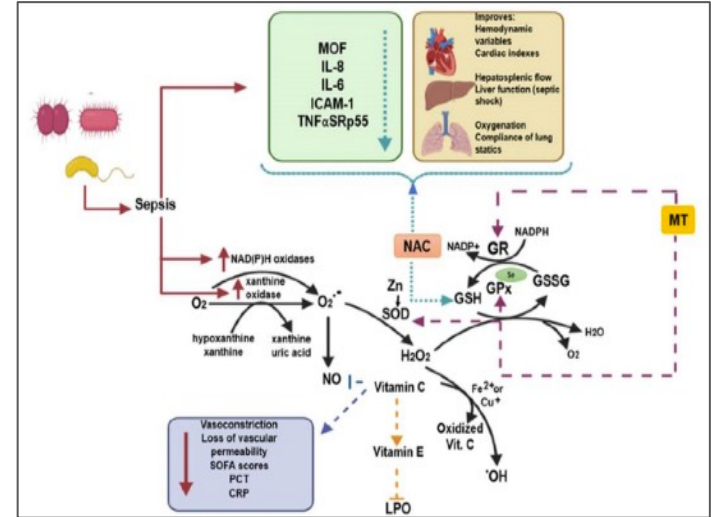 MOF
IL-8
IL-6
ICAM-1
TNFαSRp55
Improves:
Hemodynamic
variables
Cardiac indexes
Hepatosplenic flow
Liver function (septic
shock)
Oxygenation
Compliance of lung
statics
Sepsis
MT
NAC
NADP+
GR
NADPH
Se
GPx
GSSG
GSH
NAD(P)H oxidases
xanthine
oxidase
O2
O2•-
Zn
SOD
hypoxanthine
xanthine
xanthine
uric acid
H2O2
H2O
O2
NO
Vitamin C
Fe2+or
Cu+
Oxidized
Vit. C
Vasoconstriction
Loss of vascular
permeability
SOFA scores
PCT
CRP
Vitamin E
•OH
LPO